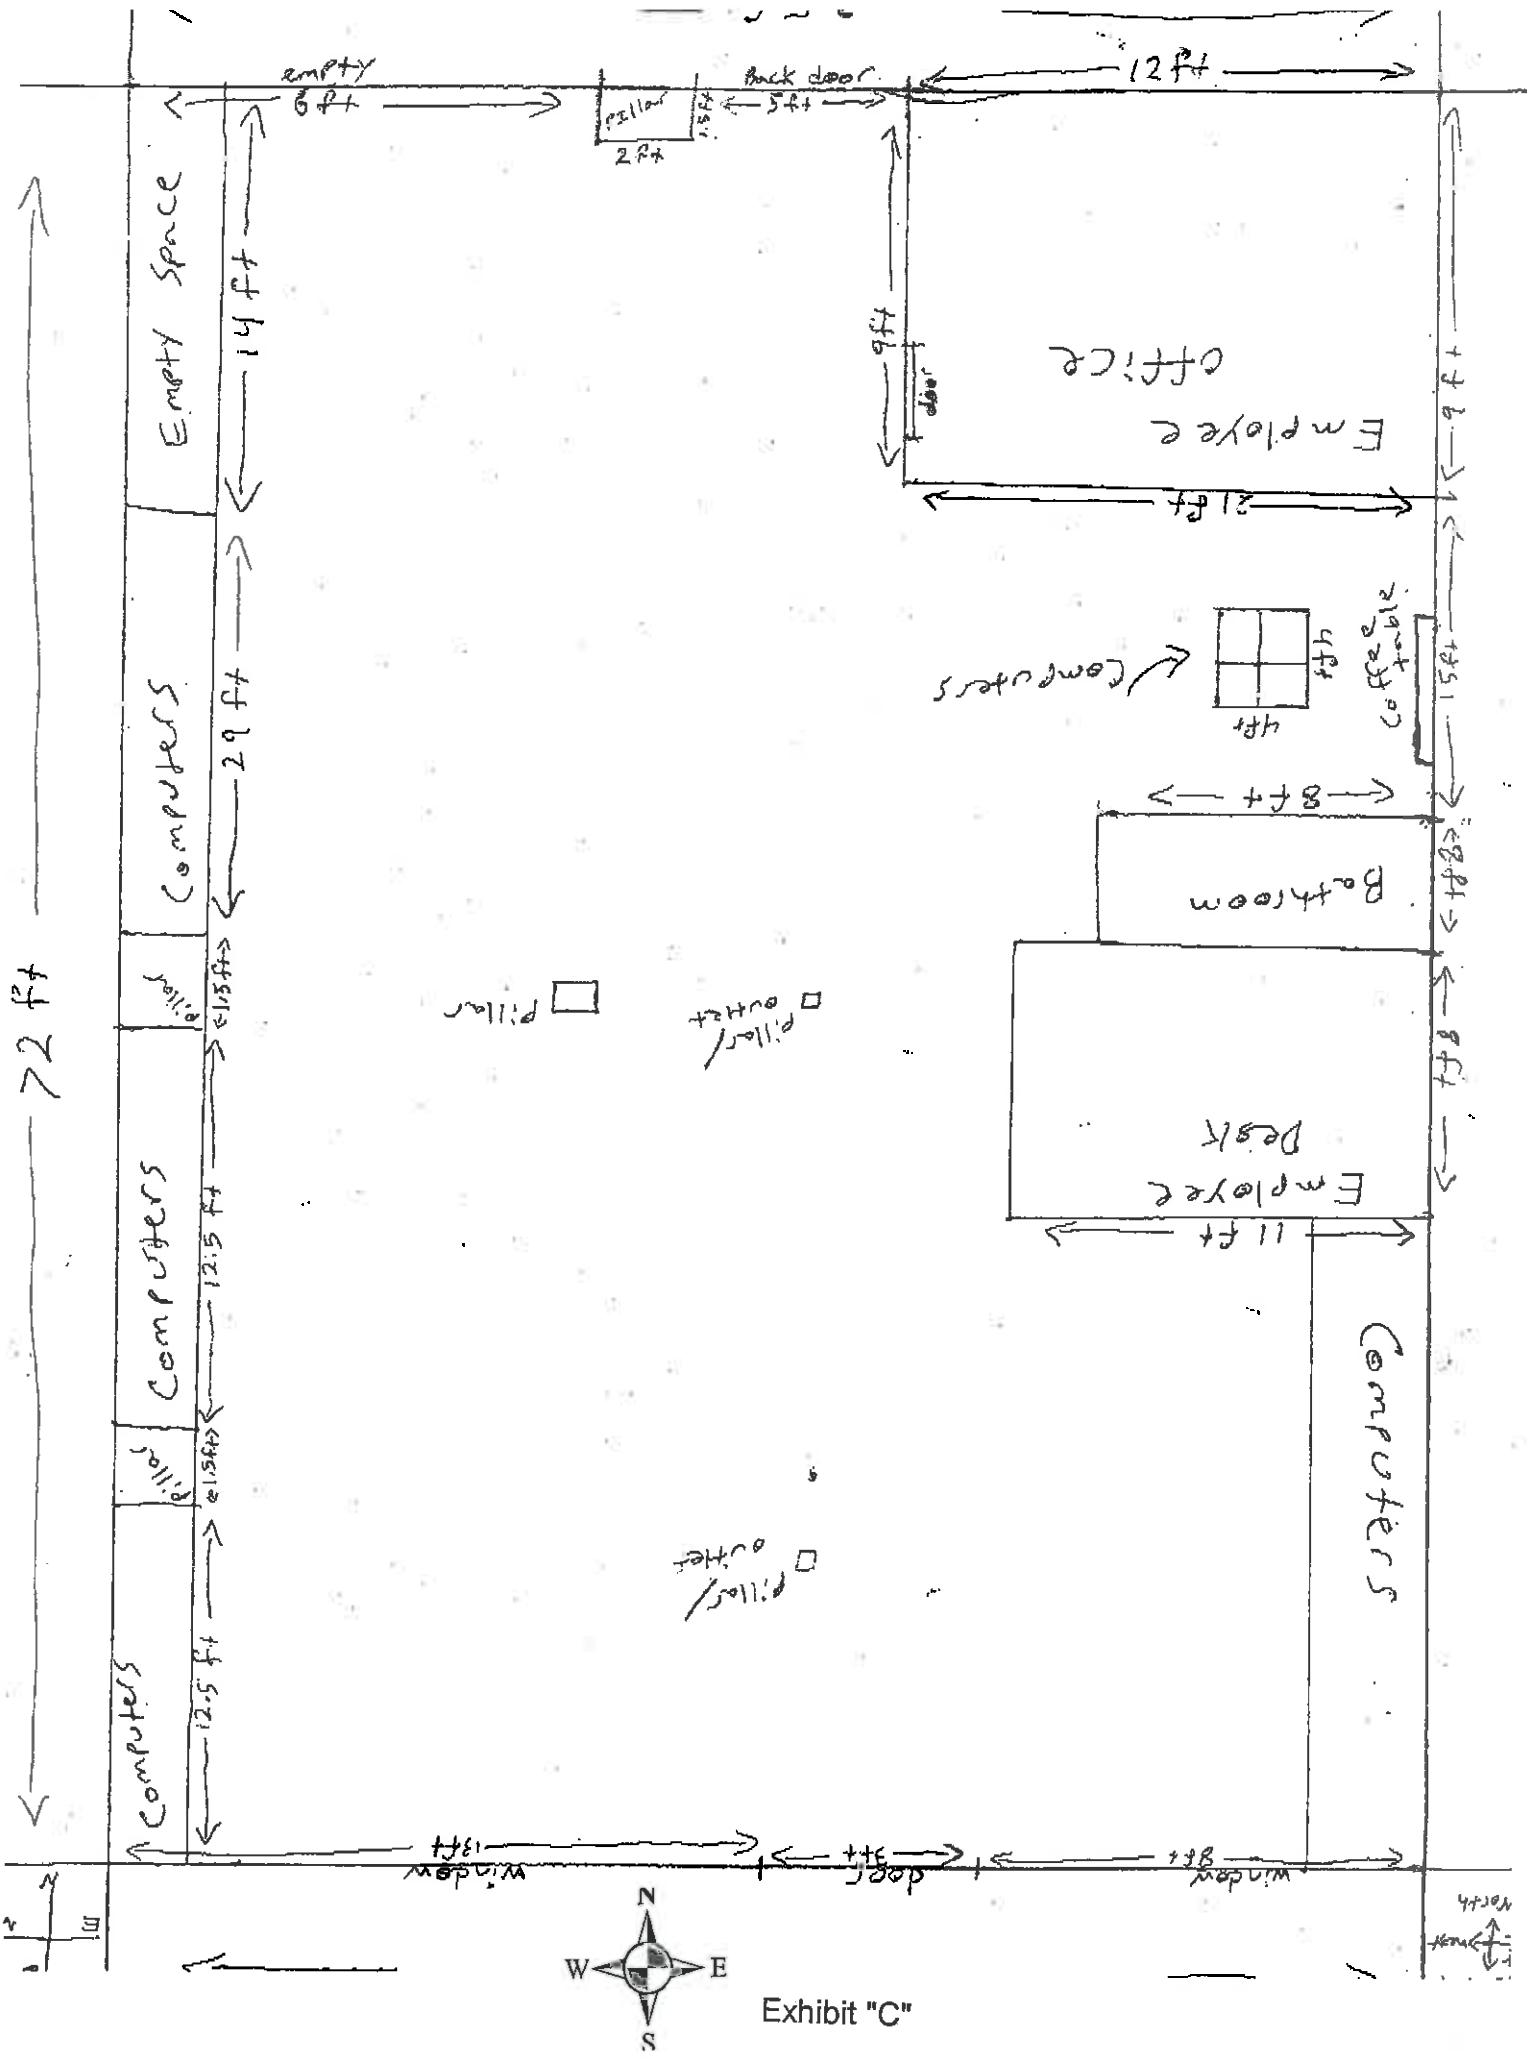 empty
6 ft
Back door
5 ft
12 ft
Pillar
1.5 ft
2 ft
Empty Space
14 ft
9 ft
door
Employee
Office
9 ft
21 ft
Computers
29 ft
Computers
4 ft
4 ft
Coffee
table
15 ft
8 ft
Bathroom
8 ft
72 ft
Pillar
1.5 ft
Pillar
Pillar/
outlet
Employee
Desk
8 ft
11 ft
Computers
12.5 ft
Pillar
1.5 ft
Pillar/
outlet
Computers
Computers
12.5 ft
13 ft
window
3 ft
door
8 ft
window
N
E
North
N
W E
S
Exhibit "C"